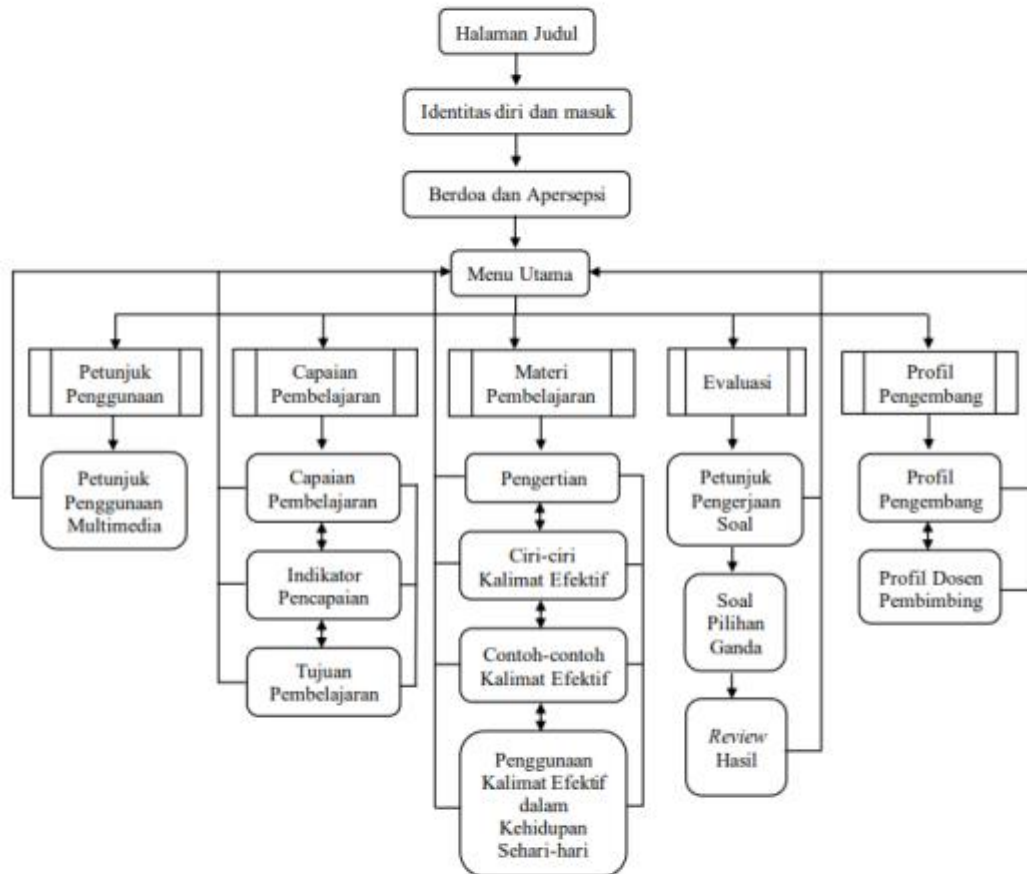 Halaman Judul
Identitas diri dan masuk
Berdoa dan Apersepsi
Menu Utama
Petunjuk
Penggunaan
Capaian
Pembelajaran
Materi
Pembelajaran
Evaluasi
Profil
Pengembang
Petunjuk
Penggunaan
Multimedia
Capaian
Pembelajaran
Indikator
Pencapaian
Tujuan
Pembelajaran
Pengertian
Ciri-ciri
Kalimat Efektif
Contoh-contoh
Kalimat Efektif
Penggunaan
Kalimat Efektif
dalam
Kehidupan
Sehari-hari
Petunjuk
Pengerjaan
Soal
Soal
Pilihan
Ganda
Review
Hasil
Profil
Pengembang
Profil Dosen
Pembimbing